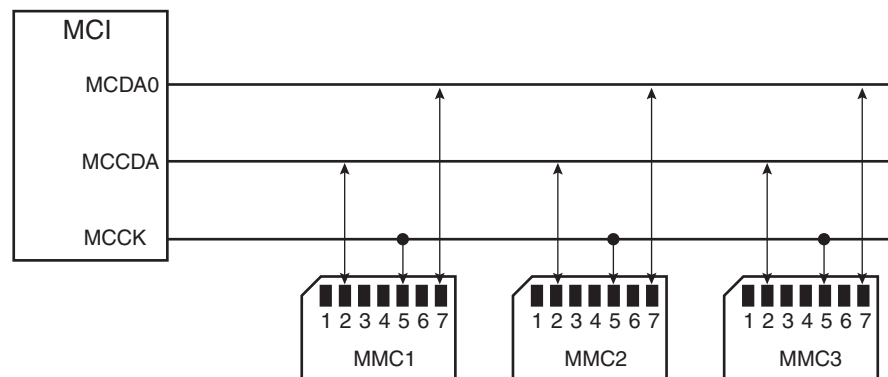 MCI
MCDA0
MCCDA
MCCK
1 2 3 4 5 6 7 1 2 3 4 5 6 7 1 2 3 4 5 6 7
MMC1 MMC2 MMC3